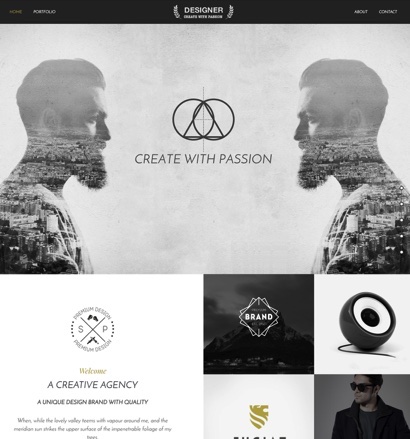 HOME
PORTFOLIO
DESIGNER
CREATE WITH PASSION
ABOUT
CONTACT
CREATE WITH PASSION
PREMIUM DESIGN
S P
PREMIUM DESIGN
BRAND
Welcome
A CREATIVE AGENCY
A UNIQUE DESIGN BRAND WITH QUALITY
When, while the lovely valley teems with vapour around me, and the
meridian sun strikes the upper surface of the impenetrable foliage of my
trees